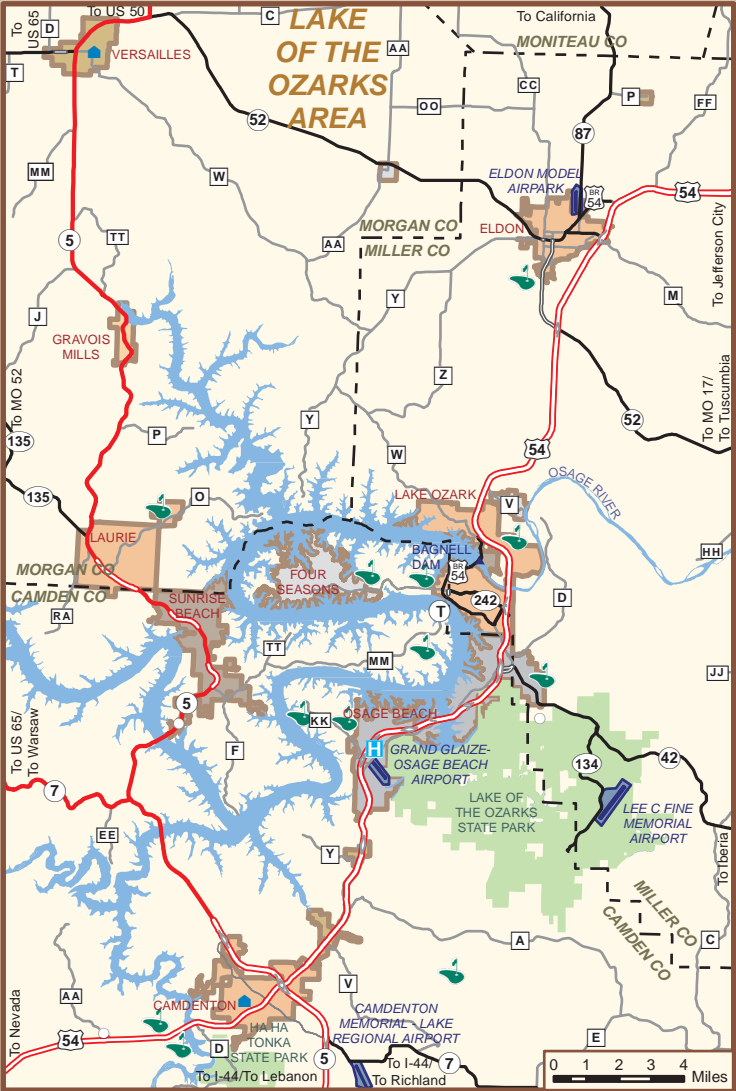 To US 50
To
US 65
D
C
To California
MONITEAU CO
LAKE
OF THE
OZARKS
AREA
AA
VERSAILLES
T
CC
OO
P
FF
52
87
MM
W
ELDON MODEL
AIRPARK
BR
54
54
ELDON
MORGAN CO
MILLER CO
5
TT
AA
To Jefferson City
J
Y
M
GRAVOIS
MILLS
Z
To MO 52
135
P
Y
52
To MO 17/
To Tuscumbia
W
54
135
O
LAKE OZARK
V
OSAGE RIVER
LAURIE
BAGNELL
DAM
HH
MORGAN CO
CAMDEN CO
FOUR
SEASONS
BR
54
SUNRISE
BEACH
242
T
D
RA
TT
MM
JJ
5
KK
OSAGE BEACH
To US 65/
To Warsaw
F
H
GRAND GLAIZE-
OSAGE BEACH
AIRPORT
134
42
7
LAKE OF
THE OZARKS
STATE PARK
LEE C FINE
MEMORIAL
AIRPORT
EE
Y
To Iberia
MILLER CO
CAMDEN CO
A
C
AA
V
CAMDENTON
CAMDENTON
MEMORIAL - LAKE
REGIONAL AIRPORT
To Nevada
54
HA HA
TONKA
STATE PARK
D
E
5
To I-44/
To Richland
7
To I-44/To Lebanon
0 1 2 3 4
Miles